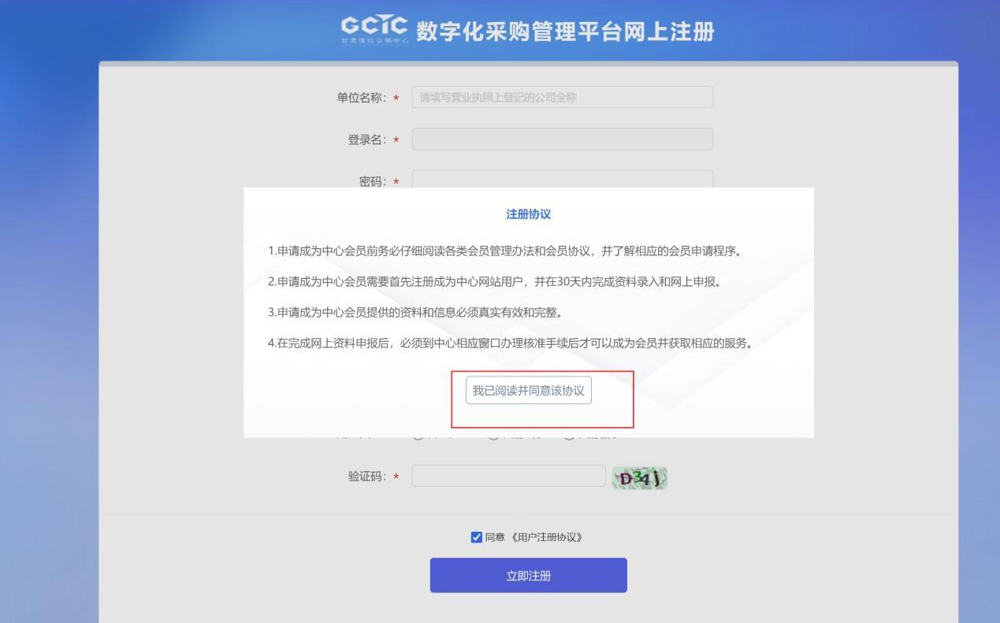 GCTC 数字化采购管理平台网上注册
甘肃煤炭交易中心
单位名称：* 请填写营业执照上登记的公司全称
登录名：*
密码：*
注册协议
1.申请成为中心会员前务必仔细阅读各类会员管理办法和会员协议，并了解相应的会员申请程序。
2.申请成为中心会员需要首先注册成为中心网站用户，并在30天内完成资料录入和网上申报。
3.申请成为中心会员提供的资料和信息必须真实有效和完整。
4.在完成网上资料申报后，必须到中心相应窗口办理核准手续后才可以成为会员并获取相应的服务。
我已阅读并同意该协议
验证码：* D34j
同意 《用户注册协议》
立即注册